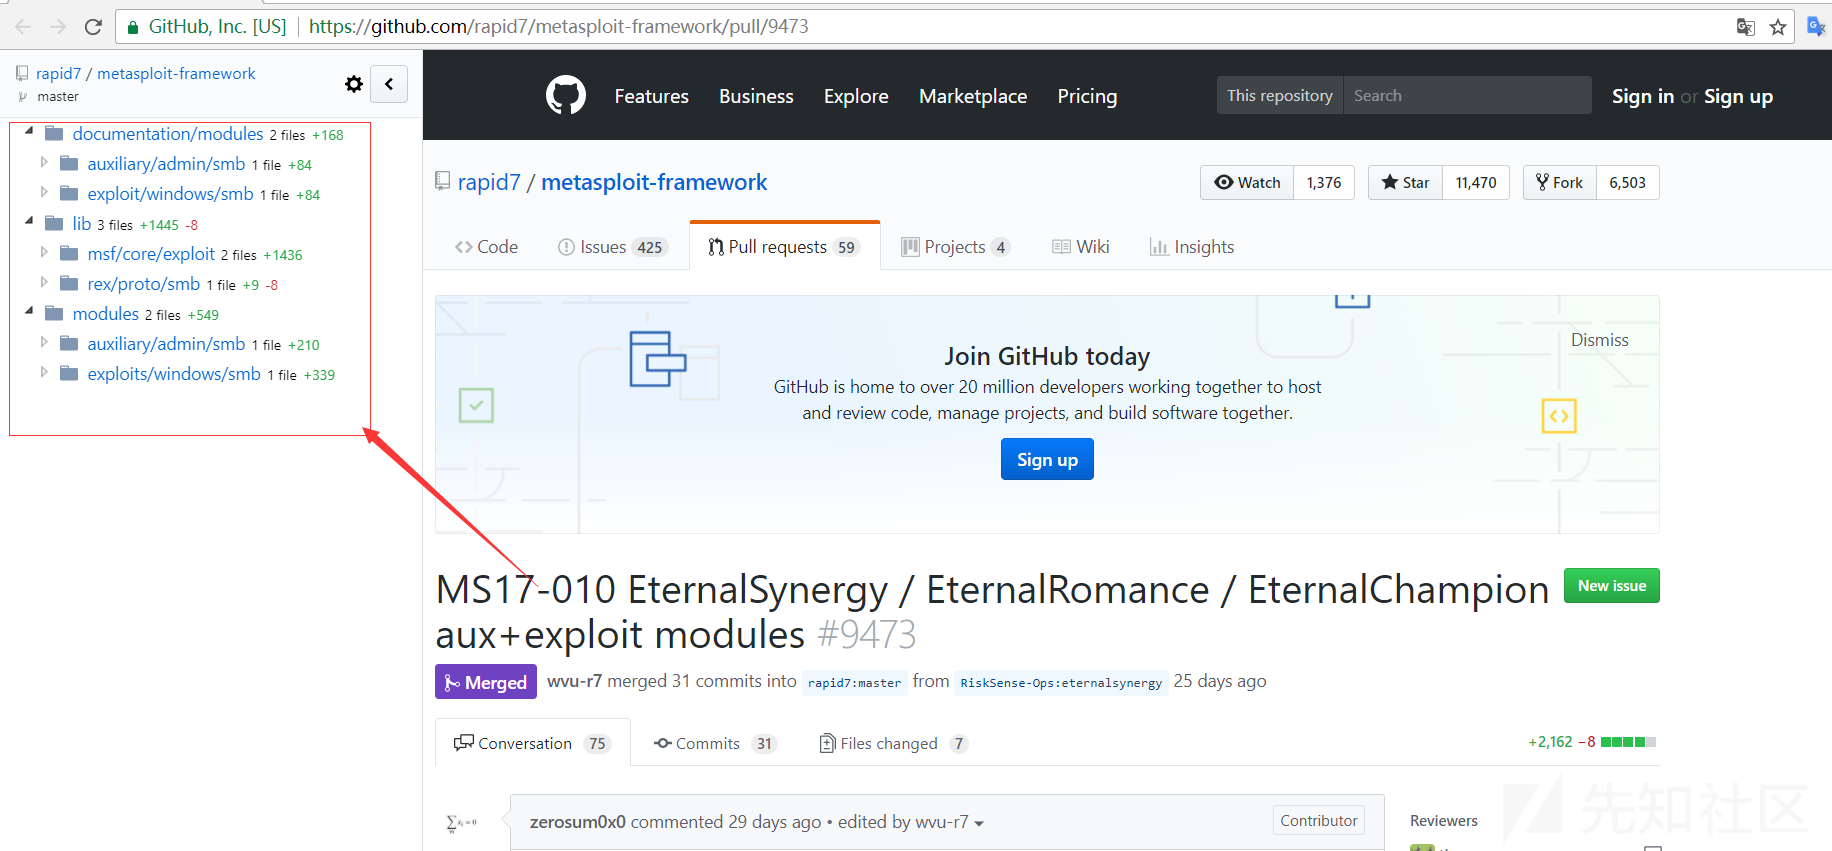 GitHub, Inc. [US] https://github.com/rapid7/metasploit-framework/pull/9473
rapid7 / metasploit-framework
master
documentation/modules 2 files +168
auxiliary/admin/smb 1 file +84
exploit/windows/smb 1 file +84
lib 3 files +1445 -8
msf/core/exploit 2 files +1436
rex/proto/smb 1 file +9 -8
modules 2 files +549
auxiliary/admin/smb 1 file +210
exploits/windows/smb 1 file +339
Features Business Explore Marketplace Pricing
This repository Search
Sign in or Sign up
rapid7 / metasploit-framework
Watch 1,376 Star 11,470 Fork 6,503
Code Issues 425 Pull requests 59 Projects 4 Wiki Insights
Dismiss
Join GitHub today
GitHub is home to over 20 million developers working together to host
and review code, manage projects, and build software together.
Sign up
MS17-010 EternalSynergy / EternalRomance / EternalChampion
aux+exploit modules #9473
New issue
Merged wvu-r7 merged 31 commits into rapid7:master from RiskSense-Ops:eternalsynergy 25 days ago
Conversation 75 Commits 31 Files changed 7
+2,162 −8
zerosum0x0 commented 29 days ago • edited by wvu-r7
Contributor
Reviewers
先知社区